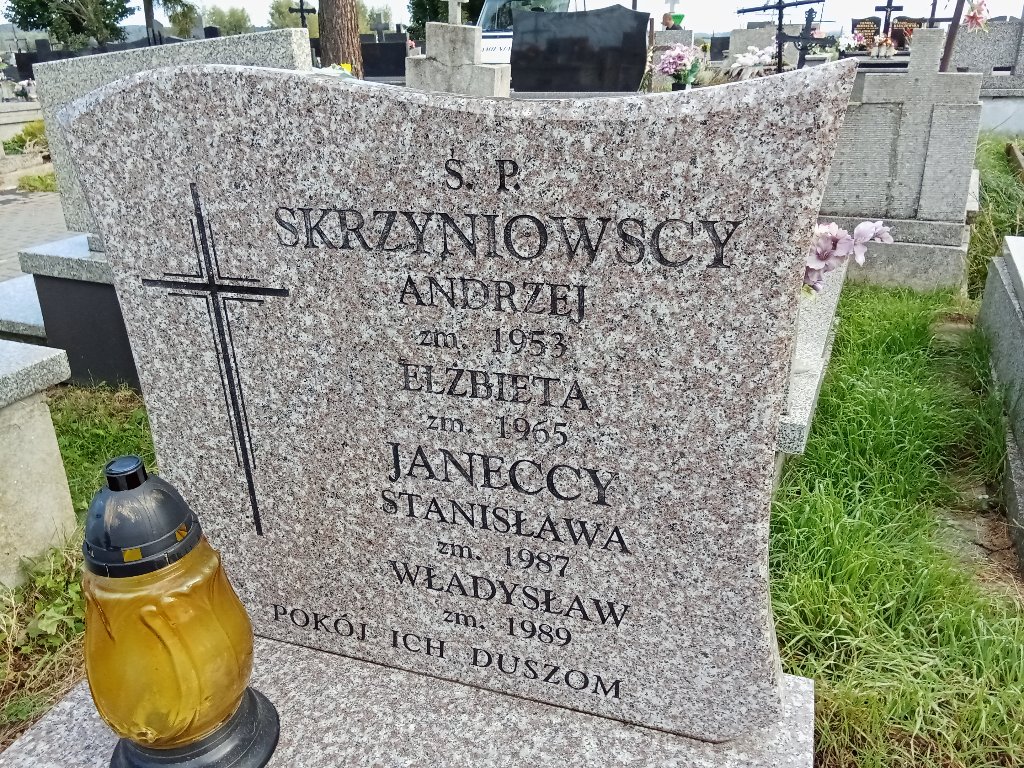 Ś. P.
SKRZYNIOWSCY
ANDRZEJ
zm. 1953
ELŻBIETA
zm. 1965
JANECCY
STANISŁAWA
zm. 1987
WŁADYSŁAW
zm. 1989
POKÓJ ICH DUSZOM